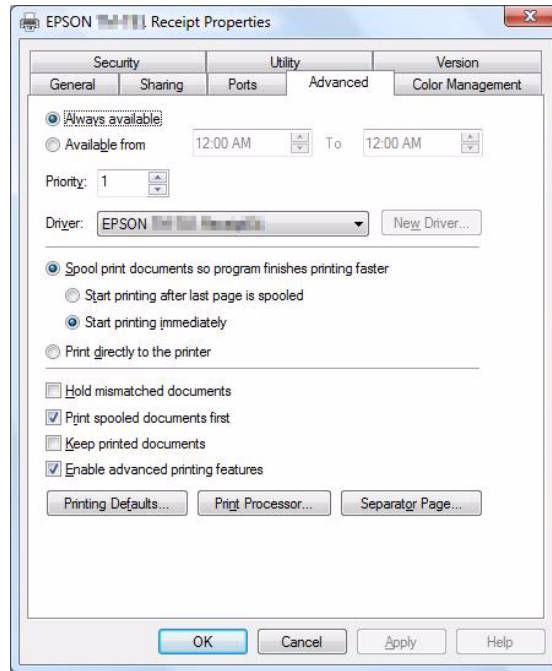 EPSON Receipt Properties
Security Utility Version
General Sharing Ports Advanced Color Management
Always available
Available from 12:00 AM To 12:00 AM
Priority: 1
Driver: EPSON New Driver...
Spool print documents so program finishes printing faster
Start printing after last page is spooled
Start printing immediately
Print directly to the printer
Hold mismatched documents
Print spooled documents first
Keep printed documents
Enable advanced printing features
Printing Defaults... Print Processor... Separator Page...
OK Cancel Apply Help